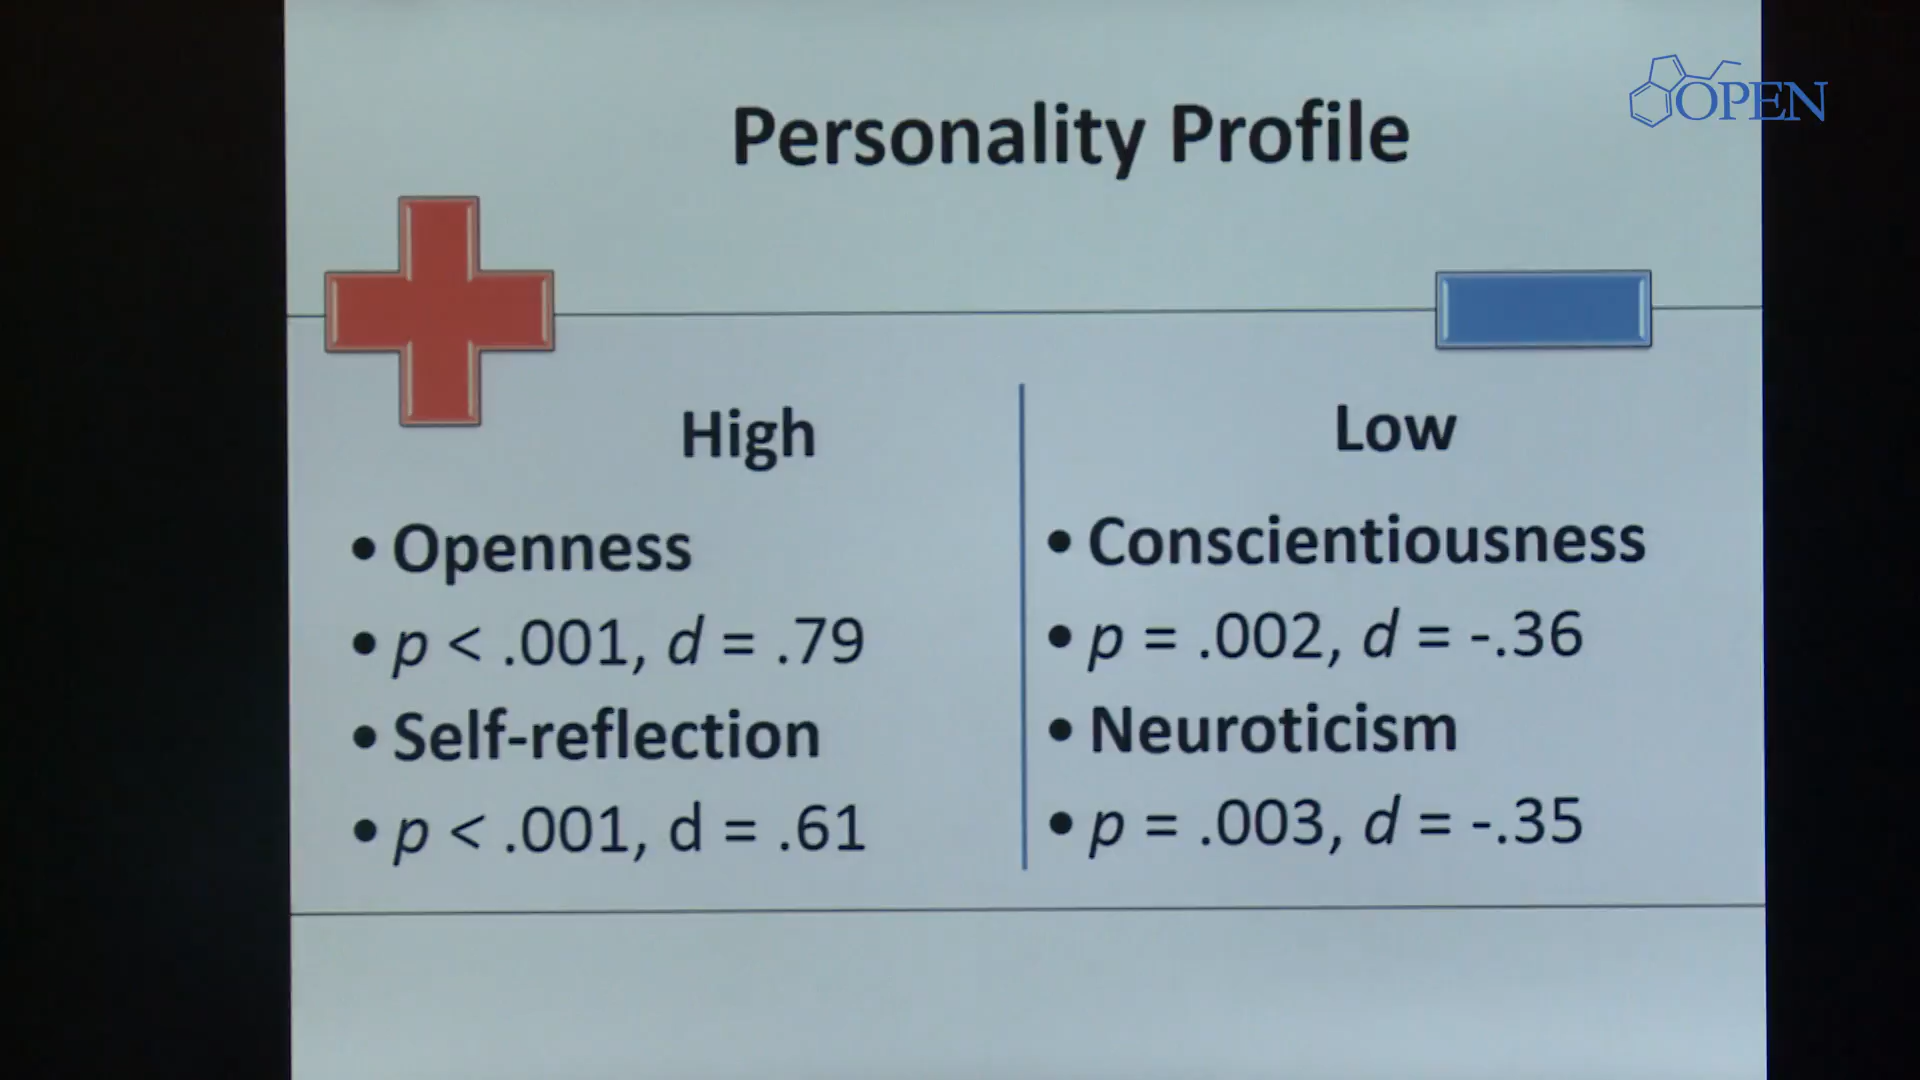 OPEN
Personality Profile
High
• Openness
• p < .001, d = .79
• Self-reflection
• p < .001, d = .61
Low
• Conscientiousness
• p = .002, d = -.36
• Neuroticism
• p = .003, d = -.35